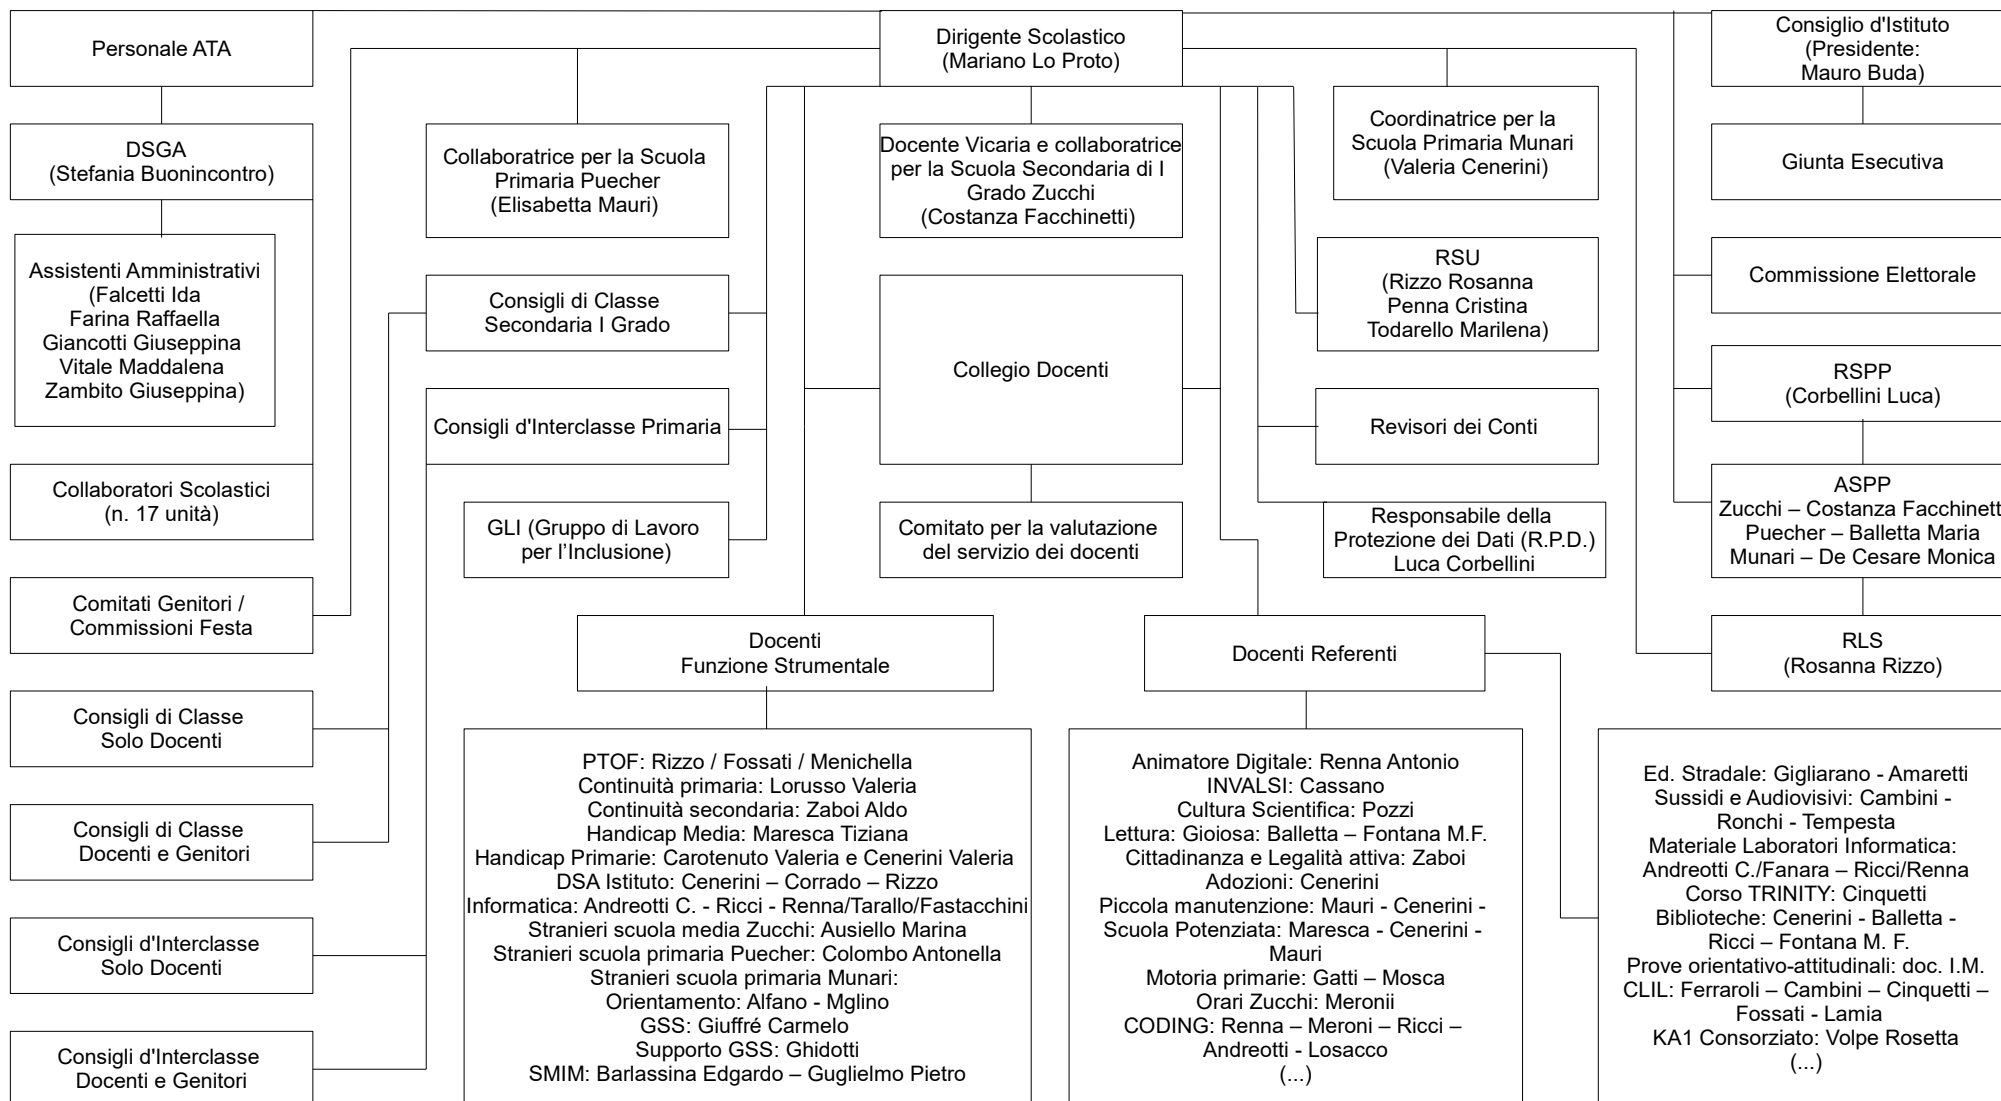 Personale ATA
Dirigente Scolastico
(Mariano Lo Proto)
Consiglio d'Istituto
(Presidente:
Mauro Buda)
DSGA
(Stefania Buonincontro)
Collaboratrice per la Scuola
Primaria Puecher
(Elisabetta Mauri)
Docente Vicaria e collaboratrice
per la Scuola Secondaria di I
Grado Zucchi
(Costanza Facchinetti)
Coordinatrice per la
Scuola Primaria Munari
(Valeria Cenerini)
Giunta Esecutiva
Assistenti Amministrativi
(Falcetti Ida
Farina Raffaella
Giancotti Giuseppina
Vitale Maddalena
Zambito Giuseppina)
Consigli di Classe
Secondaria I Grado
Collegio Docenti
RSU
(Rizzo Rosanna
Penna Cristina
Todarello Marilena)
Commissione Elettorale
Consigli d'Interclasse Primaria
Revisori dei Conti
RSPP
(Corbellini Luca)
Collaboratori Scolastici
(n. 17 unità)
GLI (Gruppo di Lavoro
per l’Inclusione)
Comitato per la valutazione
del servizio dei docenti
Responsabile della
Protezione dei Dati (R.P.D.)
Luca Corbellini
ASPP
Zucchi – Costanza Facchinett
Puecher – Balletta Maria
Munari – De Cesare Monica
Comitati Genitori /
Commissioni Festa
Docenti
Funzione Strumentale
Docenti Referenti
RLS
(Rosanna Rizzo)
Consigli di Classe
Solo Docenti
Consigli di Classe
Docenti e Genitori
Consigli d'Interclasse
Solo Docenti
Consigli d'Interclasse
Docenti e Genitori
PTOF: Rizzo / Fossati / Menichella
Continuità primaria: Lorusso Valeria
Continuità secondaria: Zaboi Aldo
Handicap Media: Maresca Tiziana
Handicap Primarie: Carotenuto Valeria e Cenerini Valeria
DSA Istituto: Cenerini – Corrado – Rizzo
Informatica: Andreotti C. - Ricci - Renna/Tarallo/Fastacchini
Stranieri scuola media Zucchi: Ausiello Marina
Stranieri scuola primaria Puecher: Colombo Antonella
Stranieri scuola primaria Munari:
Orientamento: Alfano - Mglino
GSS: Giuffré Carmelo
Supporto GSS: Ghidotti
SMIM: Barlassina Edgardo – Guglielmo Pietro
Animatore Digitale: Renna Antonio
INVALSI: Cassano
Cultura Scientifica: Pozzi
Lettura: Gioiosa: Balletta – Fontana M.F.
Cittadinanza e Legalità attiva: Zaboi
Adozioni: Cenerini
Piccola manutenzione: Mauri - Cenerini -
Scuola Potenziata: Maresca - Cenerini -
Mauri
Motoria primarie: Gatti – Mosca
Orari Zucchi: Meronii
CODING: Renna – Meroni – Ricci –
Andreotti - Losacco
(...)
Ed. Stradale: Gigliarano - Amaretti
Sussidi e Audiovisivi: Cambini -
Ronchi - Tempesta
Materiale Laboratori Informatica:
Andreotti C./Fanara – Ricci/Renna
Corso TRINITY: Cinquetti
Biblioteche: Cenerini - Balletta -
Ricci – Fontana M. F.
Prove orientativo-attitudinali: doc. I.M.
CLIL: Ferraroli – Cambini – Cinquetti –
Fossati - Lamia
KA1 Consorziato: Volpe Rosetta
(...)